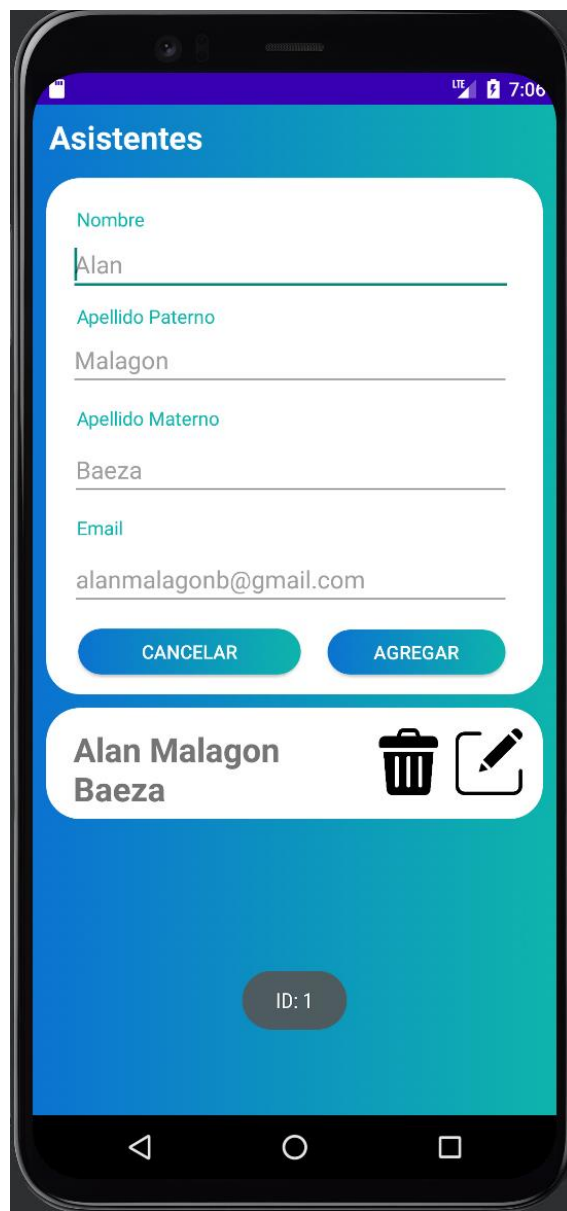 LTE 7:06
Asistentes
Nombre
Alan
Apellido Paterno
Malagon
Apellido Materno
Baeza
Email
alanmalagonb@gmail.com
CANCELAR AGREGAR
Alan Malagon
Baeza
ID: 1